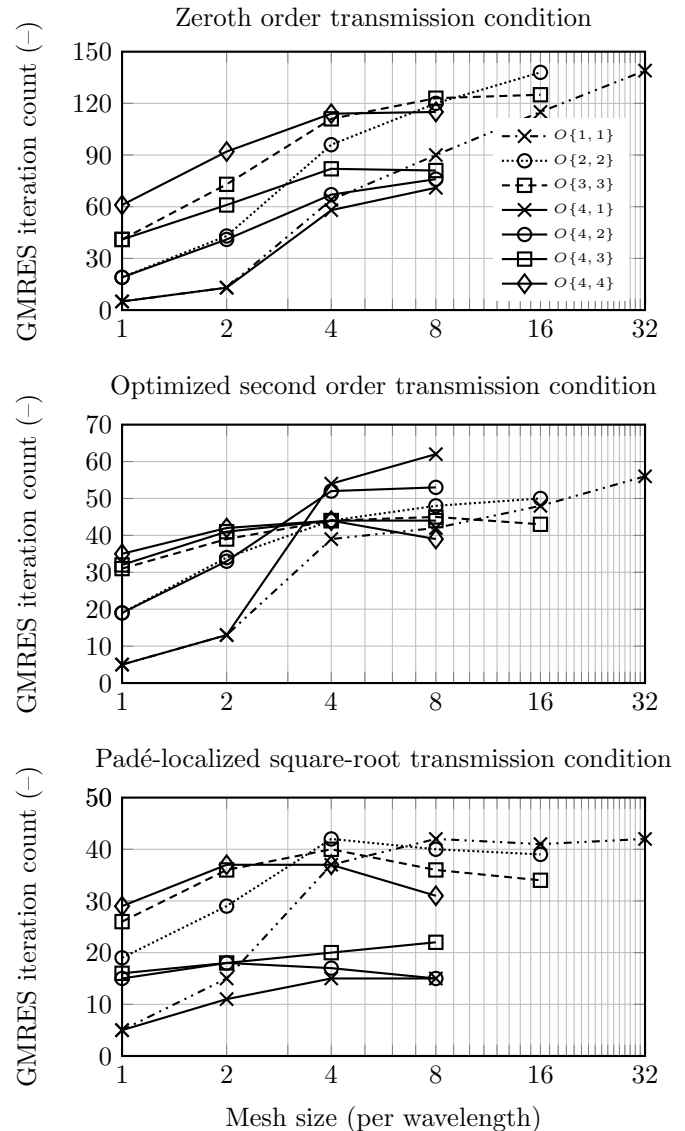 Zeroth order transmission condition
GMRES iteration count (–)
150
120
90
60
30
0
1 2 4 8 16 32
O{1, 1}
O{2, 2}
O{3, 3}
O{4, 1}
O{4, 2}
O{4, 3}
O{4, 4}
Optimized second order transmission condition
GMRES iteration count (–)
70
60
50
40
30
20
10
0
1 2 4 8 16 32
Padé-localized square-root transmission condition
GMRES iteration count (–)
50
40
30
20
10
0
1 2 4 8 16 32
Mesh size (per wavelength)